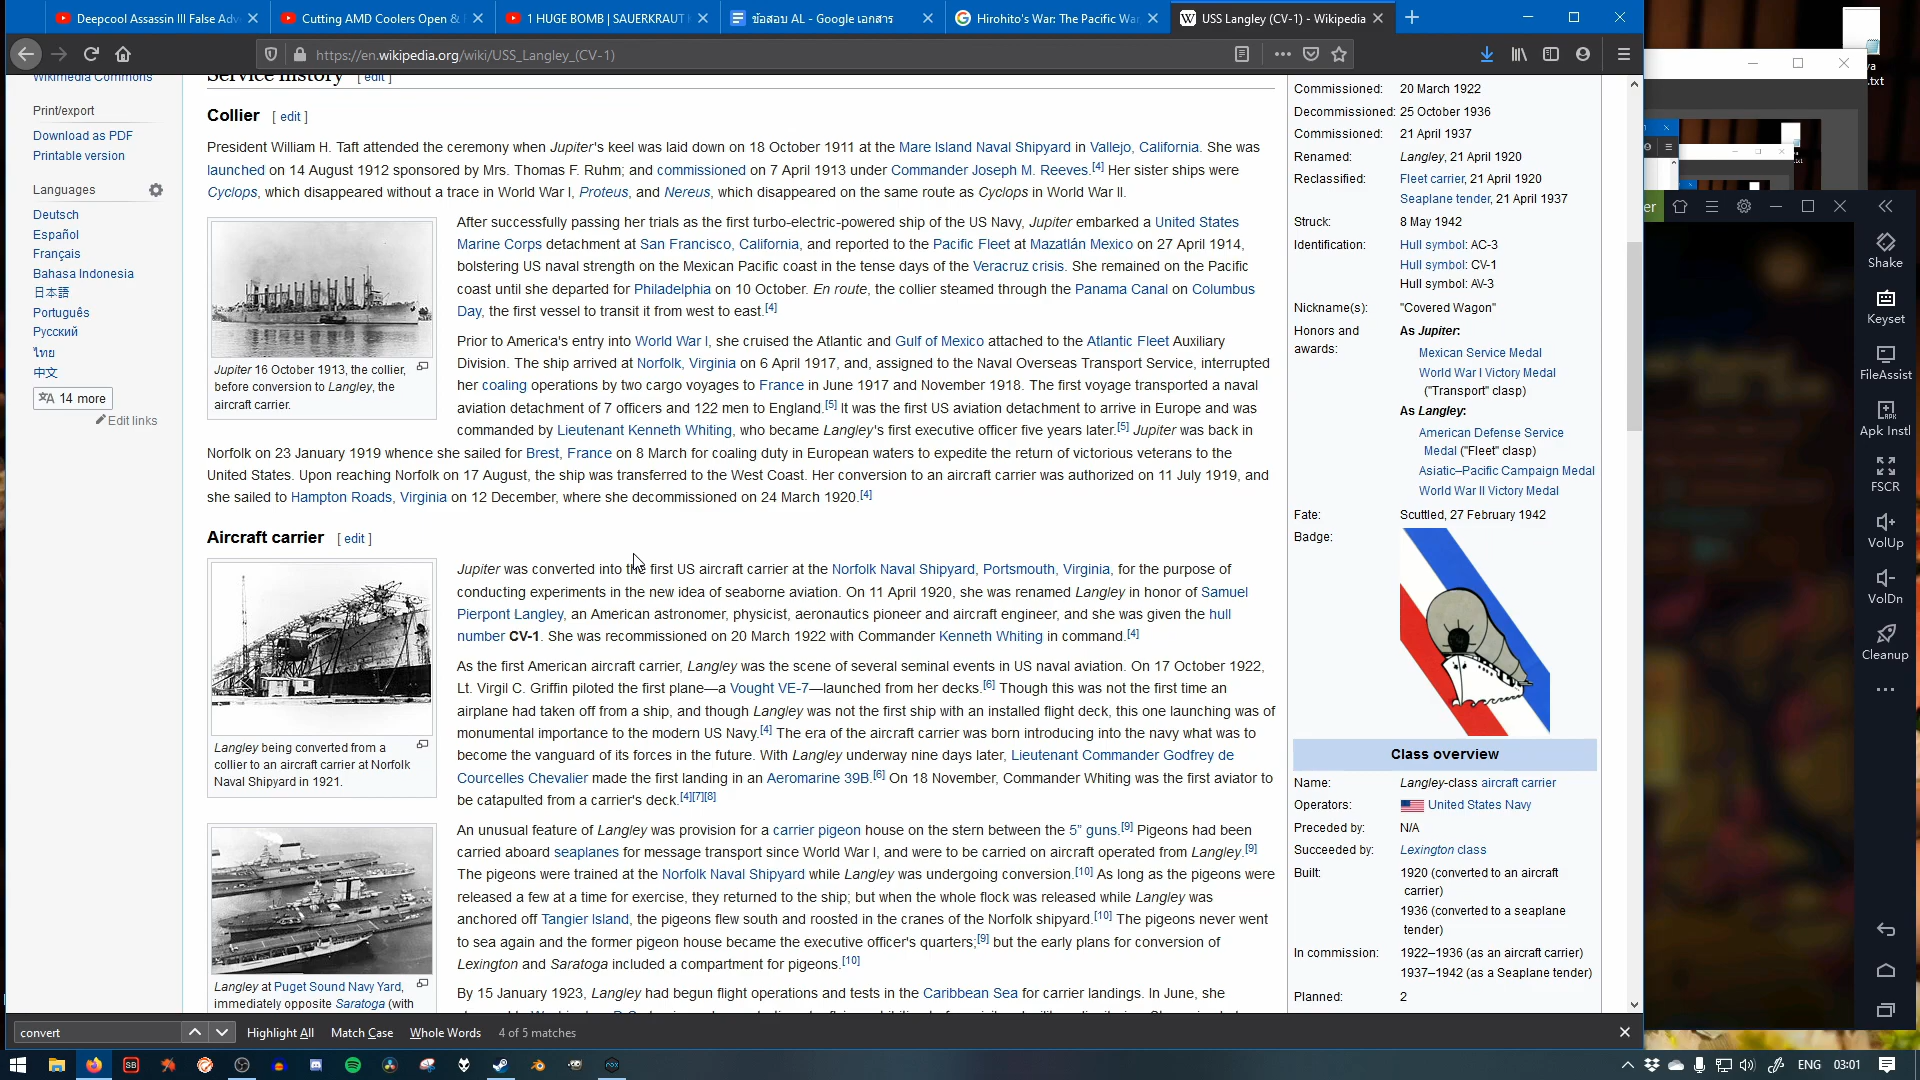 Deepcool Assassin III False Adv
Cutting AMD Coolers Open &
1 HUGE BOMB | SAUERKRAUT
ข้อสอบ AL - Google เอกสาร
Hirohito's War: The Pacific Wa
USS Langley (CV-1) - Wikipedia
https://en.wikipedia.org/wiki/USS_Langley_(CV-1)
Wikimedia Commons
Print/export
Download as PDF
Printable version
Languages
Deutsch
Español
Français
Bahasa Indonesia
日本語
Português
Русский
ไทย
中文
14 more
Edit links
Service history [ edit ]
Collier [ edit ]
President William H. Taft attended the ceremony when Jupiter's keel was laid down on 18 October 1911 at the Mare Island Naval Shipyard in Vallejo, California. She was
launched on 14 August 1912 sponsored by Mrs. Thomas F. Ruhm; and commissioned on 7 April 1913 under Commander Joseph M. Reeves.[4] Her sister ships were
Cyclops, which disappeared without a trace in World War I, Proteus, and Nereus, which disappeared on the same route as Cyclops in World War II.
Jupiter 16 October 1913, the collier,
before conversion to Langley, the
aircraft carrier.
After successfully passing her trials as the first turbo-electric-powered ship of the US Navy, Jupiter embarked a United States
Marine Corps detachment at San Francisco, California, and reported to the Pacific Fleet at Mazatlán Mexico on 27 April 1914,
bolstering US naval strength on the Mexican Pacific coast in the tense days of the Veracruz crisis. She remained on the Pacific
coast until she departed for Philadelphia on 10 October. En route, the collier steamed through the Panama Canal on Columbus
Day, the first vessel to transit it from west to east.[4]
Prior to America's entry into World War I, she cruised the Atlantic and Gulf of Mexico attached to the Atlantic Fleet Auxiliary
Division. The ship arrived at Norfolk, Virginia on 6 April 1917, and, assigned to the Naval Overseas Transport Service, interrupted
her coaling operations by two cargo voyages to France in June 1917 and November 1918. The first voyage transported a naval
aviation detachment of 7 officers and 122 men to England.[5] It was the first US aviation detachment to arrive in Europe and was
commanded by Lieutenant Kenneth Whiting, who became Langley's first executive officer five years later.[5] Jupiter was back in
Norfolk on 23 January 1919 whence she sailed for Brest, France on 8 March for coaling duty in European waters to expedite the return of victorious veterans to the
United States. Upon reaching Norfolk on 17 August, the ship was transferred to the West Coast. Her conversion to an aircraft carrier was authorized on 11 July 1919, and
she sailed to Hampton Roads, Virginia on 12 December, where she decommissioned on 24 March 1920.[4]
Aircraft carrier [ edit ]
Langley being converted from a
collier to an aircraft carrier at Norfolk
Naval Shipyard in 1921.
Jupiter was converted into the first US aircraft carrier at the Norfolk Naval Shipyard, Portsmouth, Virginia, for the purpose of
conducting experiments in the new idea of seaborne aviation. On 11 April 1920, she was renamed Langley in honor of Samuel
Pierpont Langley, an American astronomer, physicist, aeronautics pioneer and aircraft engineer, and she was given the hull
number CV-1. She was recommissioned on 20 March 1922 with Commander Kenneth Whiting in command.[4]
As the first American aircraft carrier, Langley was the scene of several seminal events in US naval aviation. On 17 October 1922,
Lt. Virgil C. Griffin piloted the first plane—a Vought VE-7—launched from her decks.[6] Though this was not the first time an
airplane had taken off from a ship, and though Langley was not the first ship with an installed flight deck, this one launching was of
monumental importance to the modern US Navy.[4] The era of the aircraft carrier was born introducing into the navy what was to
become the vanguard of its forces in the future. With Langley underway nine days later, Lieutenant Commander Godfrey de
Courcelles Chevalier made the first landing in an Aeromarine 39B.[6] On 18 November, Commander Whiting was the first aviator to
be catapulted from a carrier's deck.[4][7][8]
Langley at Puget Sound Navy Yard,
immediately opposite Saratoga (with
An unusual feature of Langley was provision for a carrier pigeon house on the stern between the 5" guns.[9] Pigeons had been
carried aboard seaplanes for message transport since World War I, and were to be carried on aircraft operated from Langley.[9]
The pigeons were trained at the Norfolk Naval Shipyard while Langley was undergoing conversion.[10] As long as the pigeons were
released a few at a time for exercise, they returned to the ship; but when the whole flock was released while Langley was
anchored off Tangier Island, the pigeons flew south and roosted in the cranes of the Norfolk shipyard.[10] The pigeons never went
to sea again and the former pigeon house became the executive officer's quarters;[9] but the early plans for conversion of
Lexington and Saratoga included a compartment for pigeons.[10]
By 15 January 1923, Langley had begun flight operations and tests in the Caribbean Sea for carrier landings. In June, she
Commissioned: 20 March 1922
Decommissioned: 25 October 1936
Commissioned: 21 April 1937
Renamed: Langley, 21 April 1920
Reclassified: Fleet carrier, 21 April 1920
Seaplane tender, 21 April 1937
Struck: 8 May 1942
Identification: Hull symbol: AC-3
Hull symbol: CV-1
Hull symbol: AV-3
Nickname(s): "Covered Wagon"
Honors and
awards:
As Jupiter:
Mexican Service Medal
World War I Victory Medal
("Transport" clasp)
As Langley:
American Defense Service
Medal ("Fleet" clasp)
Asiatic–Pacific Campaign Medal
World War II Victory Medal
Fate: Scuttled, 27 February 1942
Badge:
Class overview
Name: Langley-class aircraft carrier
Operators: United States Navy
Preceded by: N/A
Succeeded by: Lexington class
Built: 1920 (converted to an aircraft
carrier)
1936 (converted to a seaplane
tender)
In commission: 1922–1936 (as an aircraft carrier)
1937–1942 (as a Seaplane tender)
Planned: 2
er
Shake
Keyset
FileAssist
Apk Instl
FSCR
VolUp
VolDn
Cleanup
convert
Highlight All
Match Case
Whole Words
4 of 5 matches
ENG
03:01